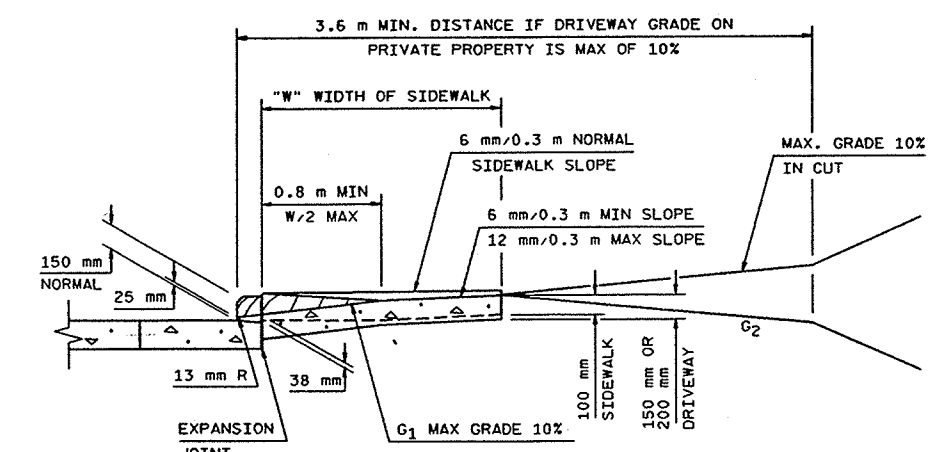 3.6 m MIN. DISTANCE IF DRIVEWAY GRADE ON
PRIVATE PROPERTY IS MAX OF 10%
"W" WIDTH OF SIDEWALK
6 mm/0.3 m NORMAL
SIDEWALK SLOPE
MAX. GRADE 10%
IN CUT
0.8 m MIN
W/2 MAX
6 mm/0.3 m MIN SLOPE
12 mm/0.3 m MAX SLOPE
150 mm
NORMAL
25 mm
G2
13 mm R
38 mm
100 mm
SIDEWALK
150 mm OR
200 mm
DRIVEWAY
EXPANSION
JOINT
G1 MAX GRADE 10%